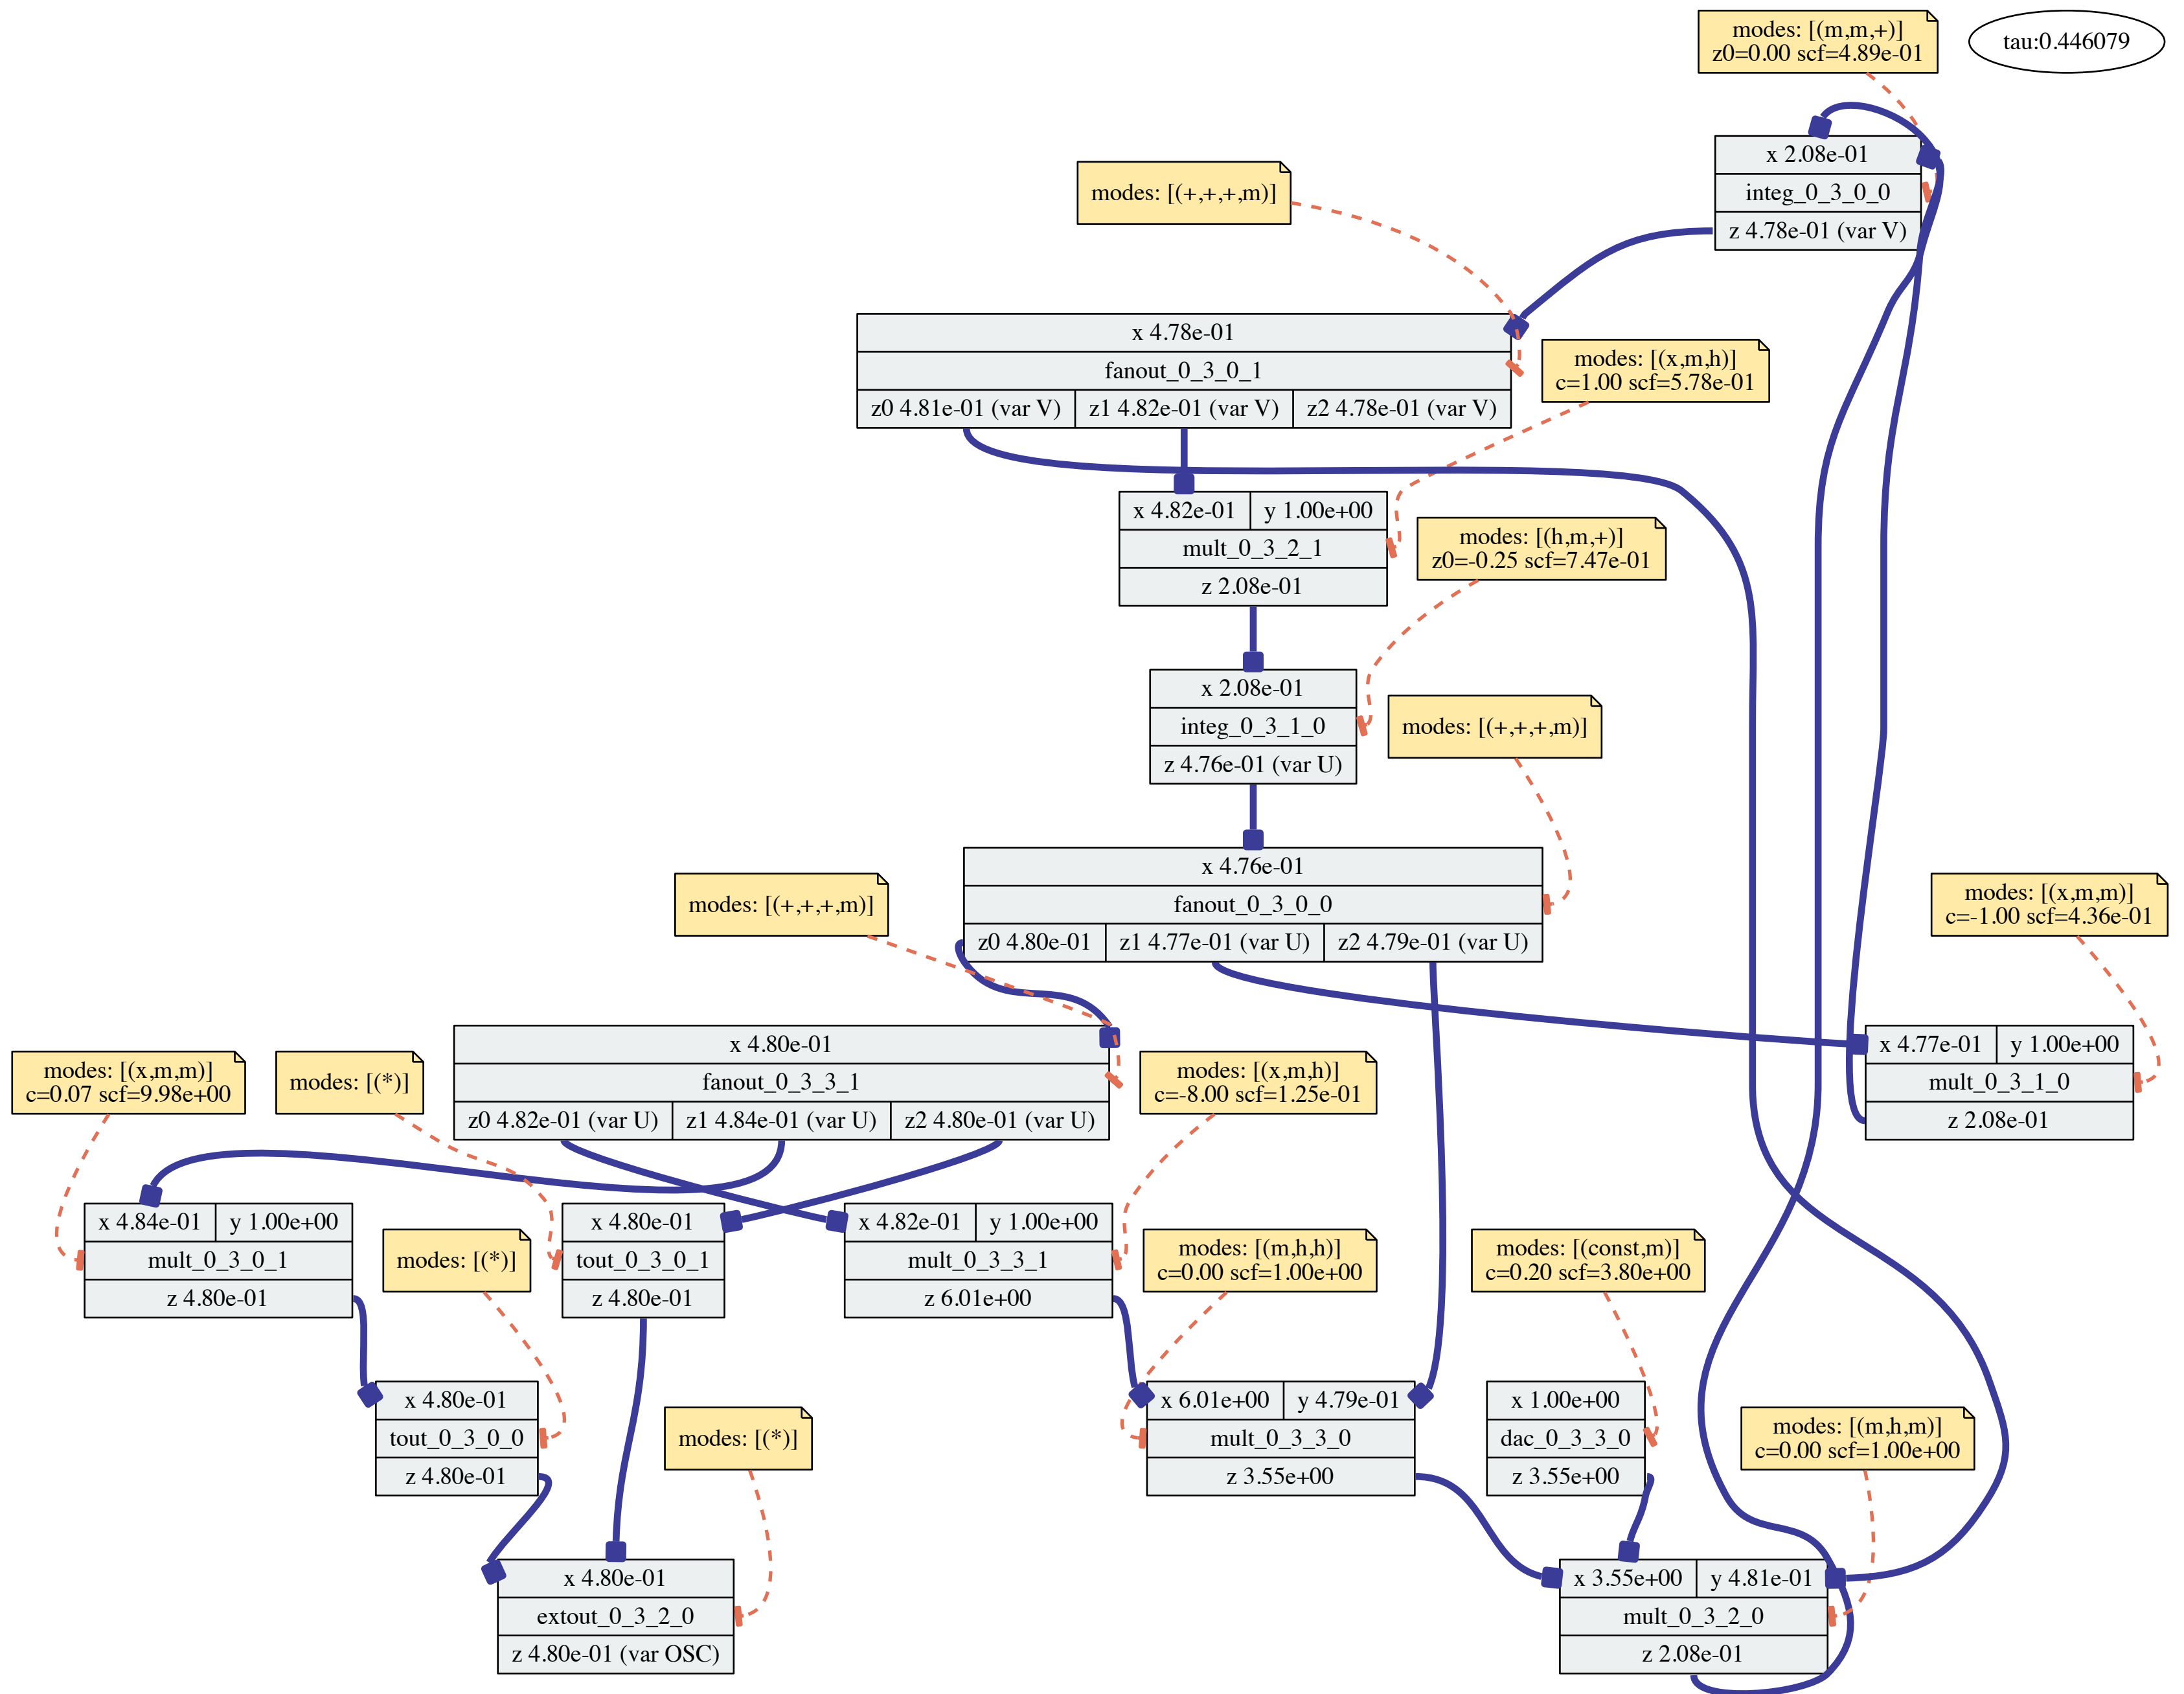 modes: [(m,m,+)]
z0=0.00 scf=4.89e-01
tau:0.446079
x 2.08e-01
integ_0_3_0_0
z 4.78e-01 (var V)
modes: [(+,+,+,m)]
x 4.78e-01
fanout_0_3_0_1
z0 4.81e-01 (var V) z1 4.82e-01 (var V) z2 4.78e-01 (var V)
modes: [(x,m,h)]
c=1.00 scf=5.78e-01
x 4.82e-01 y 1.00e+00
mult_0_3_2_1
z 2.08e-01
modes: [(h,m,+)]
z0=-0.25 scf=7.47e-01
x 2.08e-01
integ_0_3_1_0
z 4.76e-01 (var U)
modes: [(+,+,+,m)]
x 4.76e-01
fanout_0_3_0_0
z0 4.80e-01 z1 4.77e-01 (var U) z2 4.79e-01 (var U)
modes: [(+,+,+,m)]
modes: [(x,m,m)]
c=-1.00 scf=4.36e-01
x 4.80e-01
fanout_0_3_3_1
z0 4.82e-01 (var U) z1 4.84e-01 (var U) z2 4.80e-01 (var U)
x 4.77e-01 y 1.00e+00
mult_0_3_1_0
z 2.08e-01
modes: [(x,m,m)]
c=0.07 scf=9.98e+00
modes: [(*)]
modes: [(x,m,h)]
c=-8.00 scf=1.25e-01
x 4.84e-01 y 1.00e+00
mult_0_3_0_1
z 4.80e-01
modes: [(*)]
x 4.80e-01
tout_0_3_0_1
z 4.80e-01
x 4.82e-01 y 1.00e+00
mult_0_3_3_1
z 6.01e+00
modes: [(m,h,h)]
c=0.00 scf=1.00e+00
modes: [(const,m)]
c=0.20 scf=3.80e+00
x 4.80e-01
tout_0_3_0_0
z 4.80e-01
modes: [(*)]
x 6.01e+00 y 4.79e-01
mult_0_3_3_0
z 3.55e+00
x 1.00e+00
dac_0_3_3_0
z 3.55e+00
modes: [(m,h,m)]
c=0.00 scf=1.00e+00
x 4.80e-01
extout_0_3_2_0
z 4.80e-01 (var OSC)
x 3.55e+00 y 4.81e-01
mult_0_3_2_0
z 2.08e-01